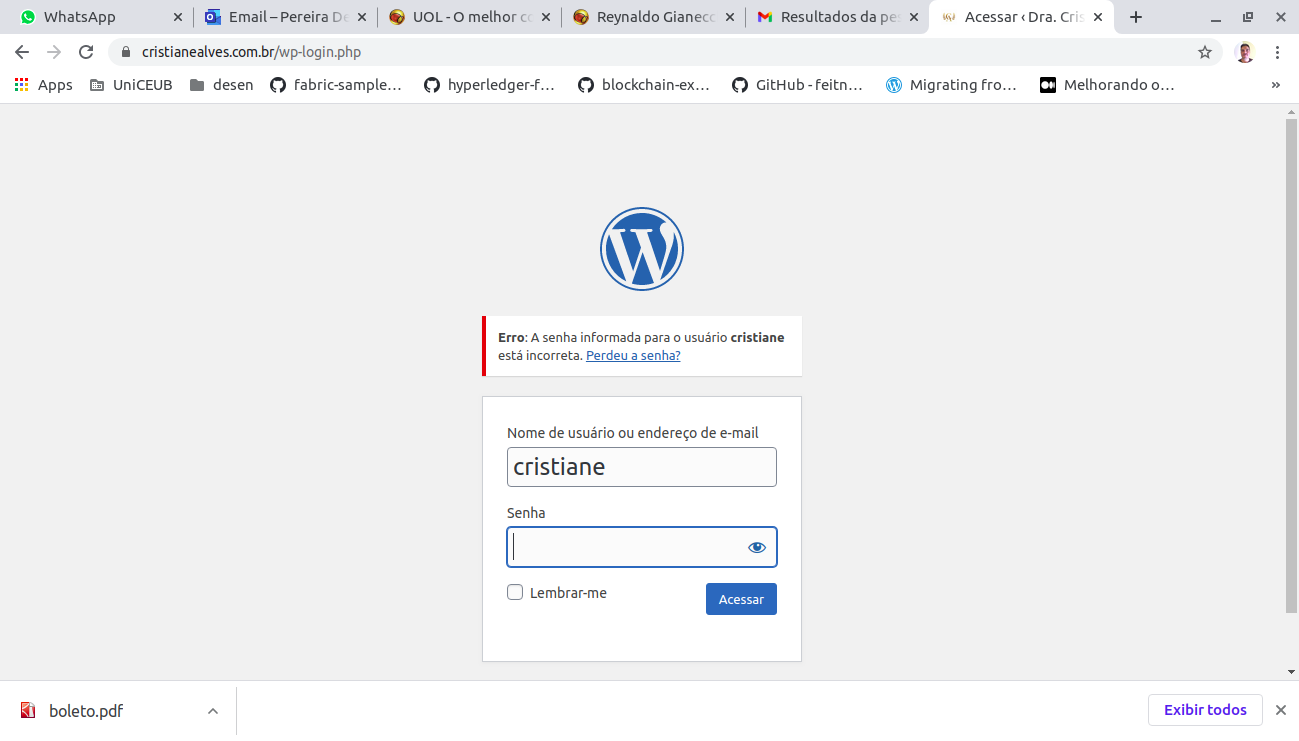 WhatsApp
Email – Pereira De
UOL - O melhor co
Reynaldo Gianecc
Resultados da pes
Acessar ‹ Dra. Cris
cristianealves.com.br/wp-login.php
Apps
UniCEUB
desen
fabric-sample…
hyperledger-f…
blockchain-ex…
GitHub - feitn…
Migrating fro…
Melhorando o…
»
Erro: A senha informada para o usuário cristiane
está incorreta. Perdeu a senha?
Nome de usuário ou endereço de e-mail
cristiane
Senha
Lembrar-me
Acessar
boleto.pdf
Exibir todos